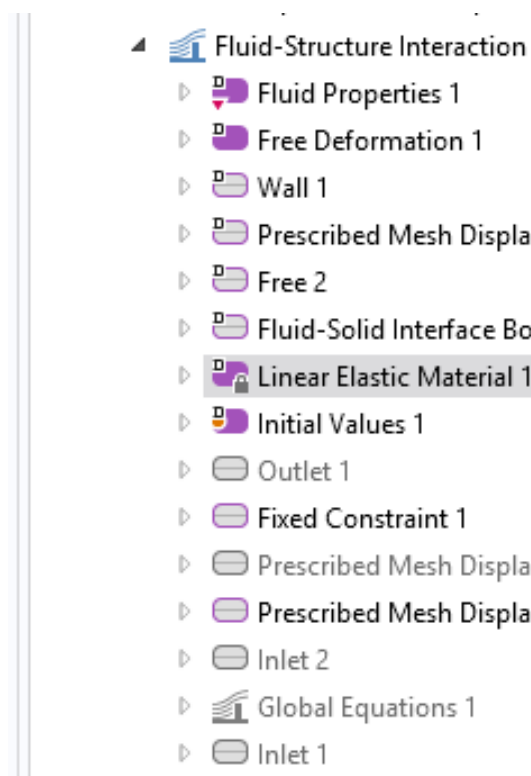 Fluid-Structure Interaction
Fluid Properties 1
Free Deformation 1
Wall 1
Prescribed Mesh Displa
Free 2
Fluid-Solid Interface Bo
Linear Elastic Material 1
Initial Values 1
Outlet 1
Fixed Constraint 1
Prescribed Mesh Displa
Prescribed Mesh Displa
Inlet 2
Global Equations 1
Inlet 1